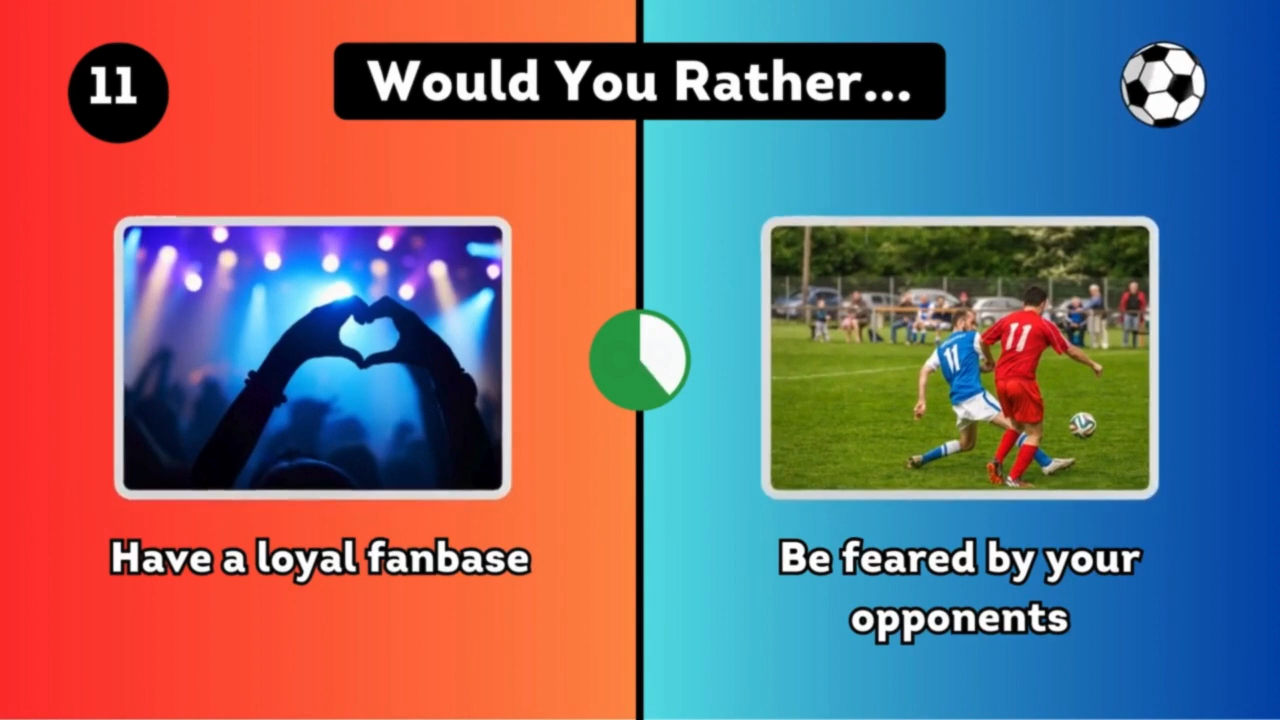 11
Would You Rather...
11
11
Have a loyal fanbase
Be feared by your
opponents